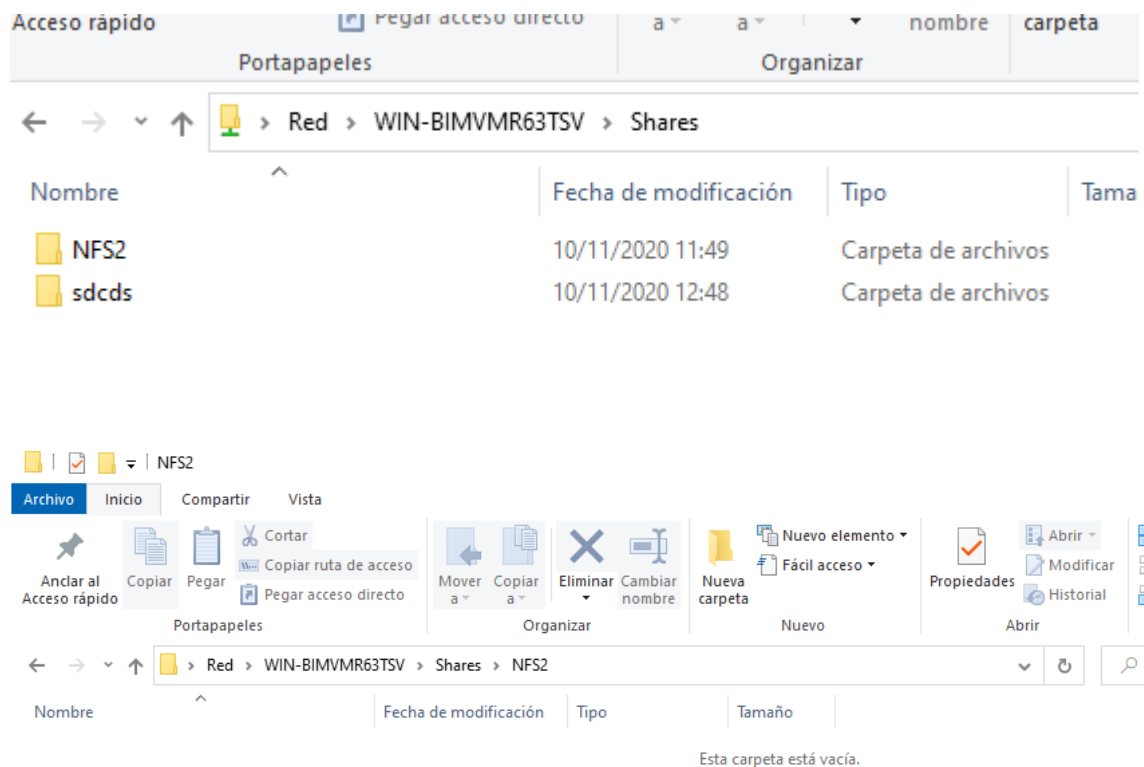 Acceso rápido Pegar acceso directo a a nombre carpeta
Portapapeles Organizar
Red > WIN-BIMVMR63TSV > Shares
Nombre Fecha de modificación Tipo Tama
NFS2 10/11/2020 11:49 Carpeta de archivos
sdcds 10/11/2020 12:48 Carpeta de archivos
NFS2
Archivo Inicio Compartir Vista
Anclar al Acceso rápido
Copiar
Pegar
Cortar
Copiar ruta de acceso
Pegar acceso directo
Mover a
Copiar a
Eliminar
Cambiar nombre
Nueva carpeta
Nuevo elemento
Fácil acceso
Propiedades
Abrir
Modificar
Historial
Portapapeles Organizar Nuevo Abrir
Red > WIN-BIMVMR63TSV > Shares > NFS2
Nombre Fecha de modificación Tipo Tamaño
Esta carpeta está vacía.